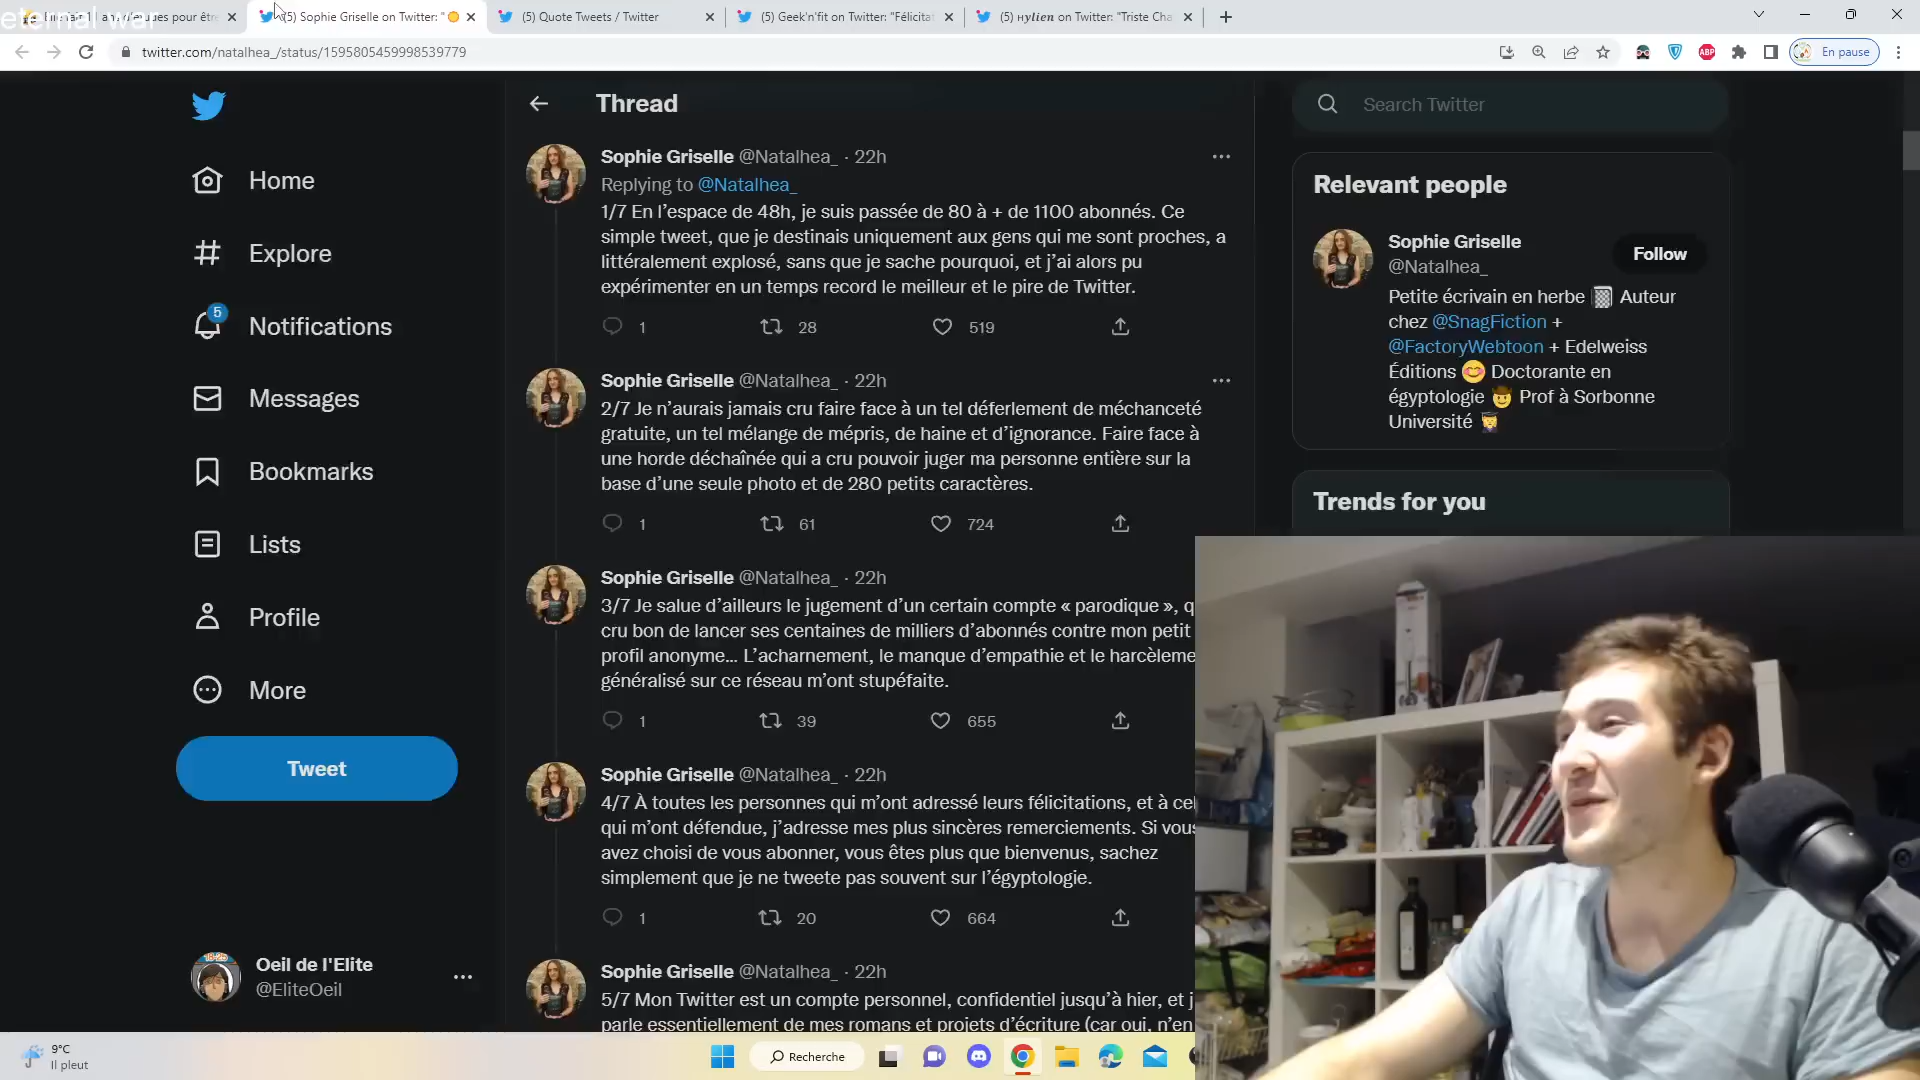 eternal war
d'études pour être
(5) Sophie Griselle on Twitter: "
(5) Quote Tweets / Twitter
(5) Geek'n'fit on Twitter: "Félicitat
(5) нylien on Twitter: "Triste Cha
twitter.com/natalhea_/status/1595805459998539779
ABP
En pause
Thread
Search Twitter
Home
Explore
5
Notifications
Messages
Bookmarks
Lists
Profile
More
Tweet
Oeil de l'Elite
@EliteOeil
Sophie Griselle @Natalhea_ · 22h
Replying to @Natalhea_
1/7 En l’espace de 48h, je suis passée de 80 à + de 1100 abonnés. Ce
simple tweet, que je destinais uniquement aux gens qui me sont proches, a
littéralement explosé, sans que je sache pourquoi, et j’ai alors pu
expérimenter en un temps record le meilleur et le pire de Twitter.
1 28 519
Sophie Griselle @Natalhea_ · 22h
2/7 Je n’aurais jamais cru faire face à un tel déferlement de méchanceté
gratuite, un tel mélange de mépris, de haine et d’ignorance. Faire face à
une horde déchaînée qui a cru pouvoir juger ma personne entière sur la
base d’une seule photo et de 280 petits caractères.
1 61 724
Sophie Griselle @Natalhea_ · 22h
3/7 Je salue d’ailleurs le jugement d’un certain compte « parodique », q
cru bon de lancer ses centaines de milliers d’abonnés contre mon petit
profil anonyme… L’acharnement, le manque d’empathie et le harcèleme
généralisé sur ce réseau m’ont stupéfaite.
1 39 655
Sophie Griselle @Natalhea_ · 22h
4/7 À toutes les personnes qui m’ont adressé leurs félicitations, et à cel
qui m’ont défendue, j’adresse mes plus sincères remerciements. Si vous
avez choisi de vous abonner, vous êtes plus que bienvenus, sachez
simplement que je ne tweete pas souvent sur l’égyptologie.
1 20 664
Sophie Griselle @Natalhea_ · 22h
5/7 Mon Twitter est un compte personnel, confidentiel jusqu’à hier, et j
parle essentiellement de mes romans et projets d’écriture (car oui, n’en
Relevant people
Sophie Griselle
@Natalhea_
Follow
Petite écrivain en herbe Auteur
chez @SnagFiction +
@FactoryWebtoon + Edelweiss
Éditions 😊 Doctorante en
égyptologie 🤠 Prof à Sorbonne
Université
Trends for you
9°C
Il pleut
Recherche